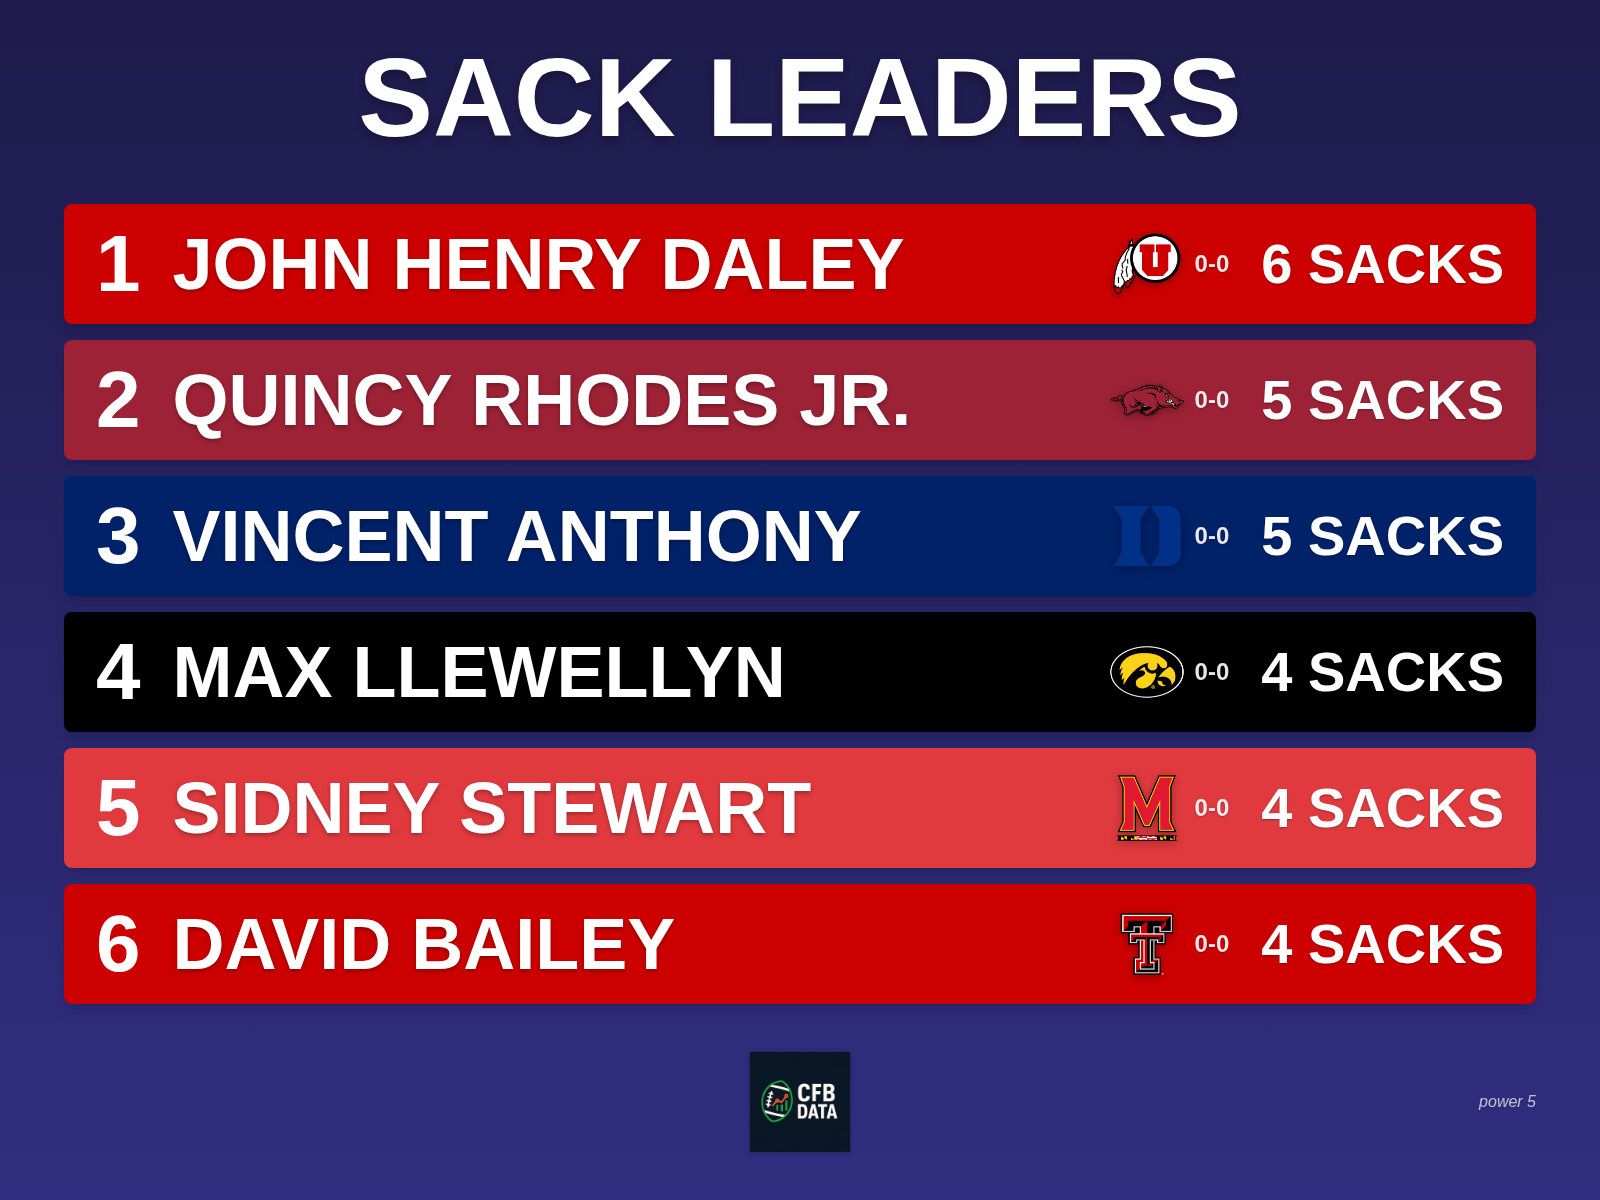 SACK LEADERS
1 JOHN HENRY DALEY U 0-0 6 SACKS
2 QUINCY RHODES JR. 0-0 5 SACKS
3 VINCENT ANTHONY D 0-0 5 SACKS
4 MAX LLEWELLYN 0-0 4 SACKS
5 SIDNEY STEWART M 0-0 4 SACKS
6 DAVID BAILEY T 0-0 4 SACKS
CFB
DATA
power 5